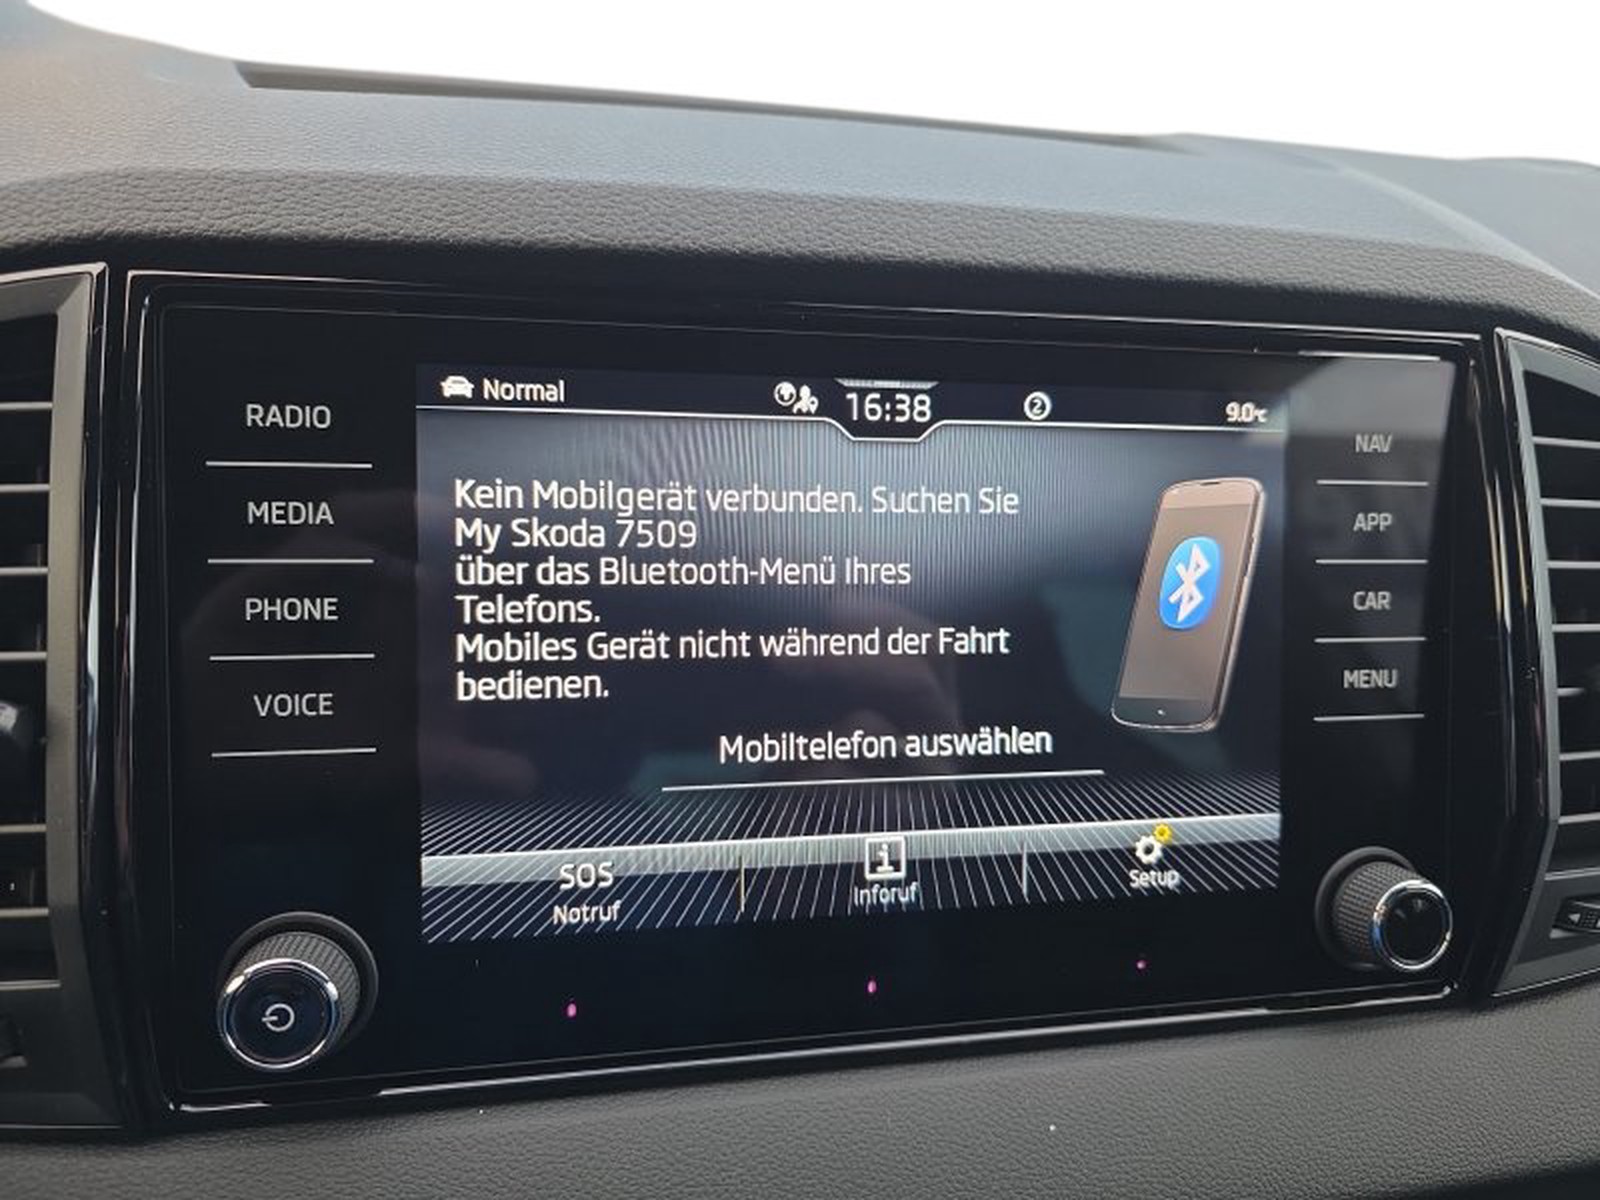 Normal
16:38
2
9.0°C
RADIO
MEDIA
PHONE
VOICE
Kein Mobilgerät verbunden. Suchen Sie
My Skoda 7509
über das Bluetooth-Menü Ihres
Telefons.
Mobiles Gerät nicht während der Fahrt
bedienen.
Mobiltelefon auswählen
SOS
Notruf
i
Inforuf
Setup
NAV
APP
CAR
MENU